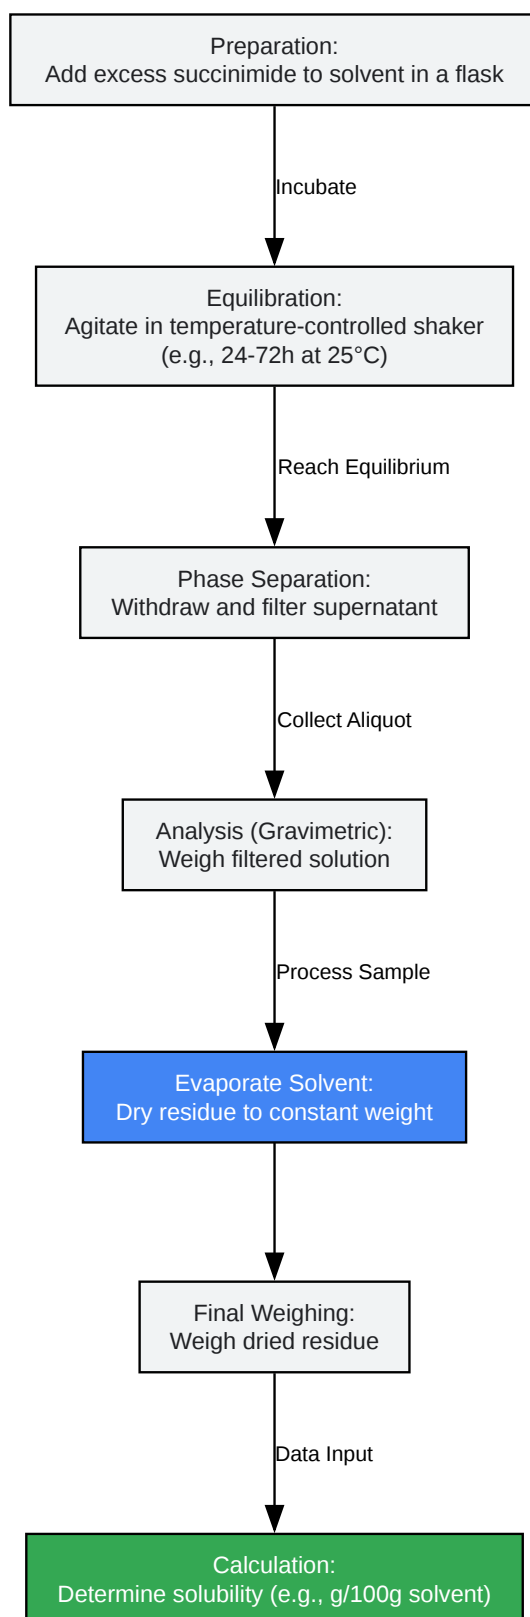 Preparation:
Add excess succinimide to solvent in a flask
Incubate
Equilibration:
Agitate in temperature-controlled shaker
(e.g., 24-72h at 25°C)
Reach Equilibrium
Phase Separation:
Withdraw and filter supernatant
Collect Aliquot
Analysis (Gravimetric):
Weigh filtered solution
Process Sample
Evaporate Solvent:
Dry residue to constant weight
Final Weighing:
Weigh dried residue
Data Input
Calculation:
Determine solubility (e.g., g/100g solvent)